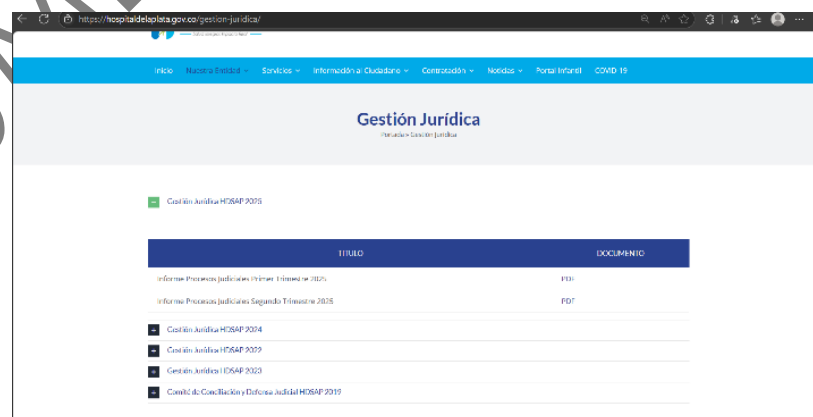 https://hospitaldelaplata.gov.co/gestion-juridica/
Inicio Nuestra Entidad Servicios Información al Ciudadano Contratación Noticias Portal Infantil COVID 19
Gestión Jurídica
Portada » Gestión Jurídica
Gestión Jurídica HDSAP 2025
TITULO DOCUMENTO
Informe Procesos Judiciales Primer Trimestre 2025 PDF
Informe Procesos Judiciales Segundo Trimestre 2025 PDF
Gestión Jurídica HDSAP 2024
Gestión Jurídica HDSAP 2022
Gestión Jurídica HDSAP 2023
Comité de Conciliación y Defensa Judicial HDSAP 2019